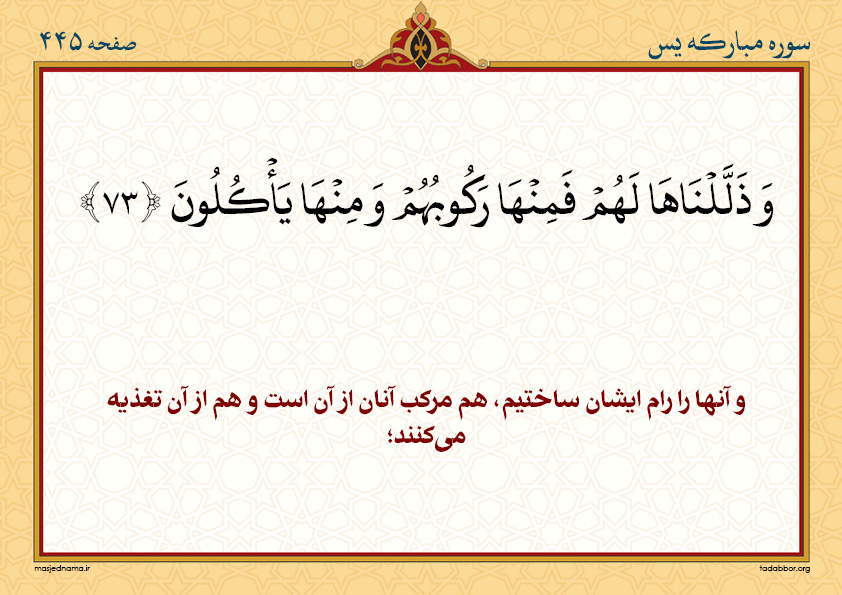 سوره مبارکه یس
صفحه ۴۴۵
وَ ذَلَّلْنَاهَا لَهُمْ فَمِنْهَا رَکُوبُهُمْ وَ مِنْهَا یَأْکُلُونَ ﴿۷۳﴾
و آنها را رام ایشان ساختیم، هم مرکب آنان از آن است و هم از آن تغذیه
می‌کنند؛
masjednama.ir
tadabbor.org